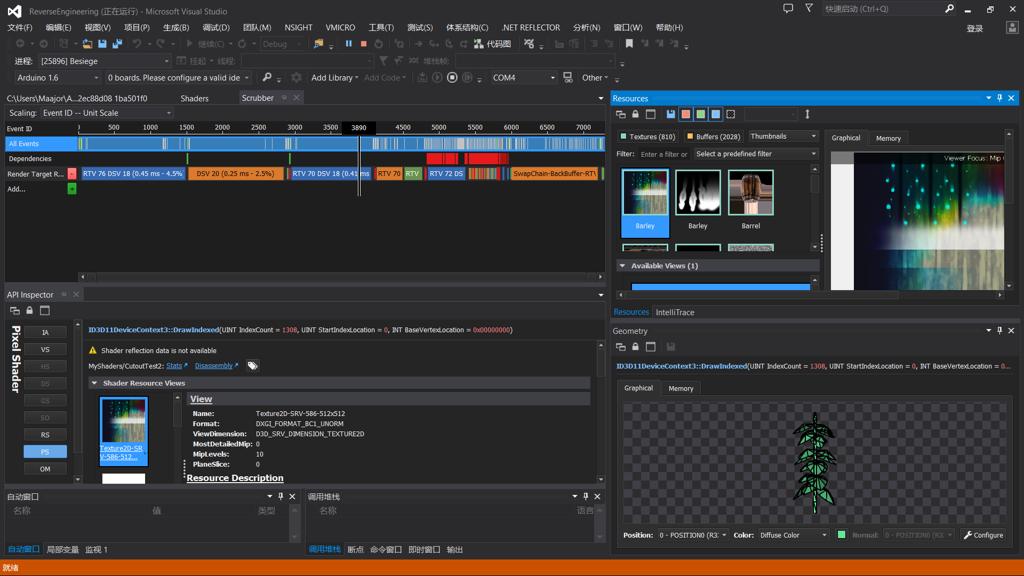 ReverseEngineering (正在运行) - Microsoft Visual Studio
快速启动 (Ctrl+Q)
文件(F) 编辑(E) 视图(V) 项目(P) 生成(B) 调试(D) 团队(M) NSIGHT VMICRO 工具(T) 测试(S) 体系结构(C) .NET REFLECTOR 分析(N) 窗口(W) 帮助(H)
登录
继续(C) Debug 代码图
进程: [25896] Besiege 挂起 线程: 堆栈帧:
Arduino 1.6 0 boards. Please configure a valid ide Add Library Add Code COM4 Other
C:\Users\Maajor\A...2ec88d08 1ba501f0 Shaders Scrubber
Scaling: Event ID -- Unit Scale
Event ID 500 1000 1500 2000 2500 3000 3500 3890 4500 5000 5500 6000 6500 7000
All Events
Dependencies
Render Target R... RTV 76 DSV 18 (0.45 ms - 4.5% DSV 20 (0.25 ms - 2.5%) RTV 70 DSV 18 (0.41 ms RTV 70 RTV RTV 72 DS SwapChain-BackBuffer-RTV
Add...
API Inspector
Pixel Shader
IA
VS
HS
DS
GS
SO
RS
PS
OM
ID3D11DeviceContext3::DrawIndexed(UINT IndexCount = 1308, UINT StartIndexLocation = 0, INT BaseVertexLocation = 0x00000000)
Shader reflection data is not available
MyShaders/CutoutTest2: Stats Disassembly
Shader Resource Views
Texture2D-SR
V-586-512...
View
Name: Texture2D-SRV-586-512x512
Format: DXGI_FORMAT_BC1_UNORM
ViewDimension: D3D_SRV_DIMENSION_TEXTURE2D
MostDetailedMip: 0
MipLevels: 10
PlaneSlice: 0
Resource Description
自动窗口
名称 值 类型
自动窗口 局部变量 监视 1
调用堆栈
名称 语言
调用堆栈 断点 命令窗口 即时窗口 输出
就绪
Resources
Textures (810) Buffers (2028) Thumbnails
Filter: Enter a filter or Select a predefined filter
Barley Barley Barrel
Available Views (1)
Graphical Memory
Viewer Focus: Mip
Resources IntelliTrace
Geometry
ID3D11DeviceContext3::DrawIndexed(UINT IndexCount = 1308, UINT StartIndexLocation = 0, INT BaseVertexLocation = 0...
Graphical Memory
Position: 0 - POSITION0 (R3 Color: Diffuse Color Normal: 0 - POSITION0 (R3 Configure